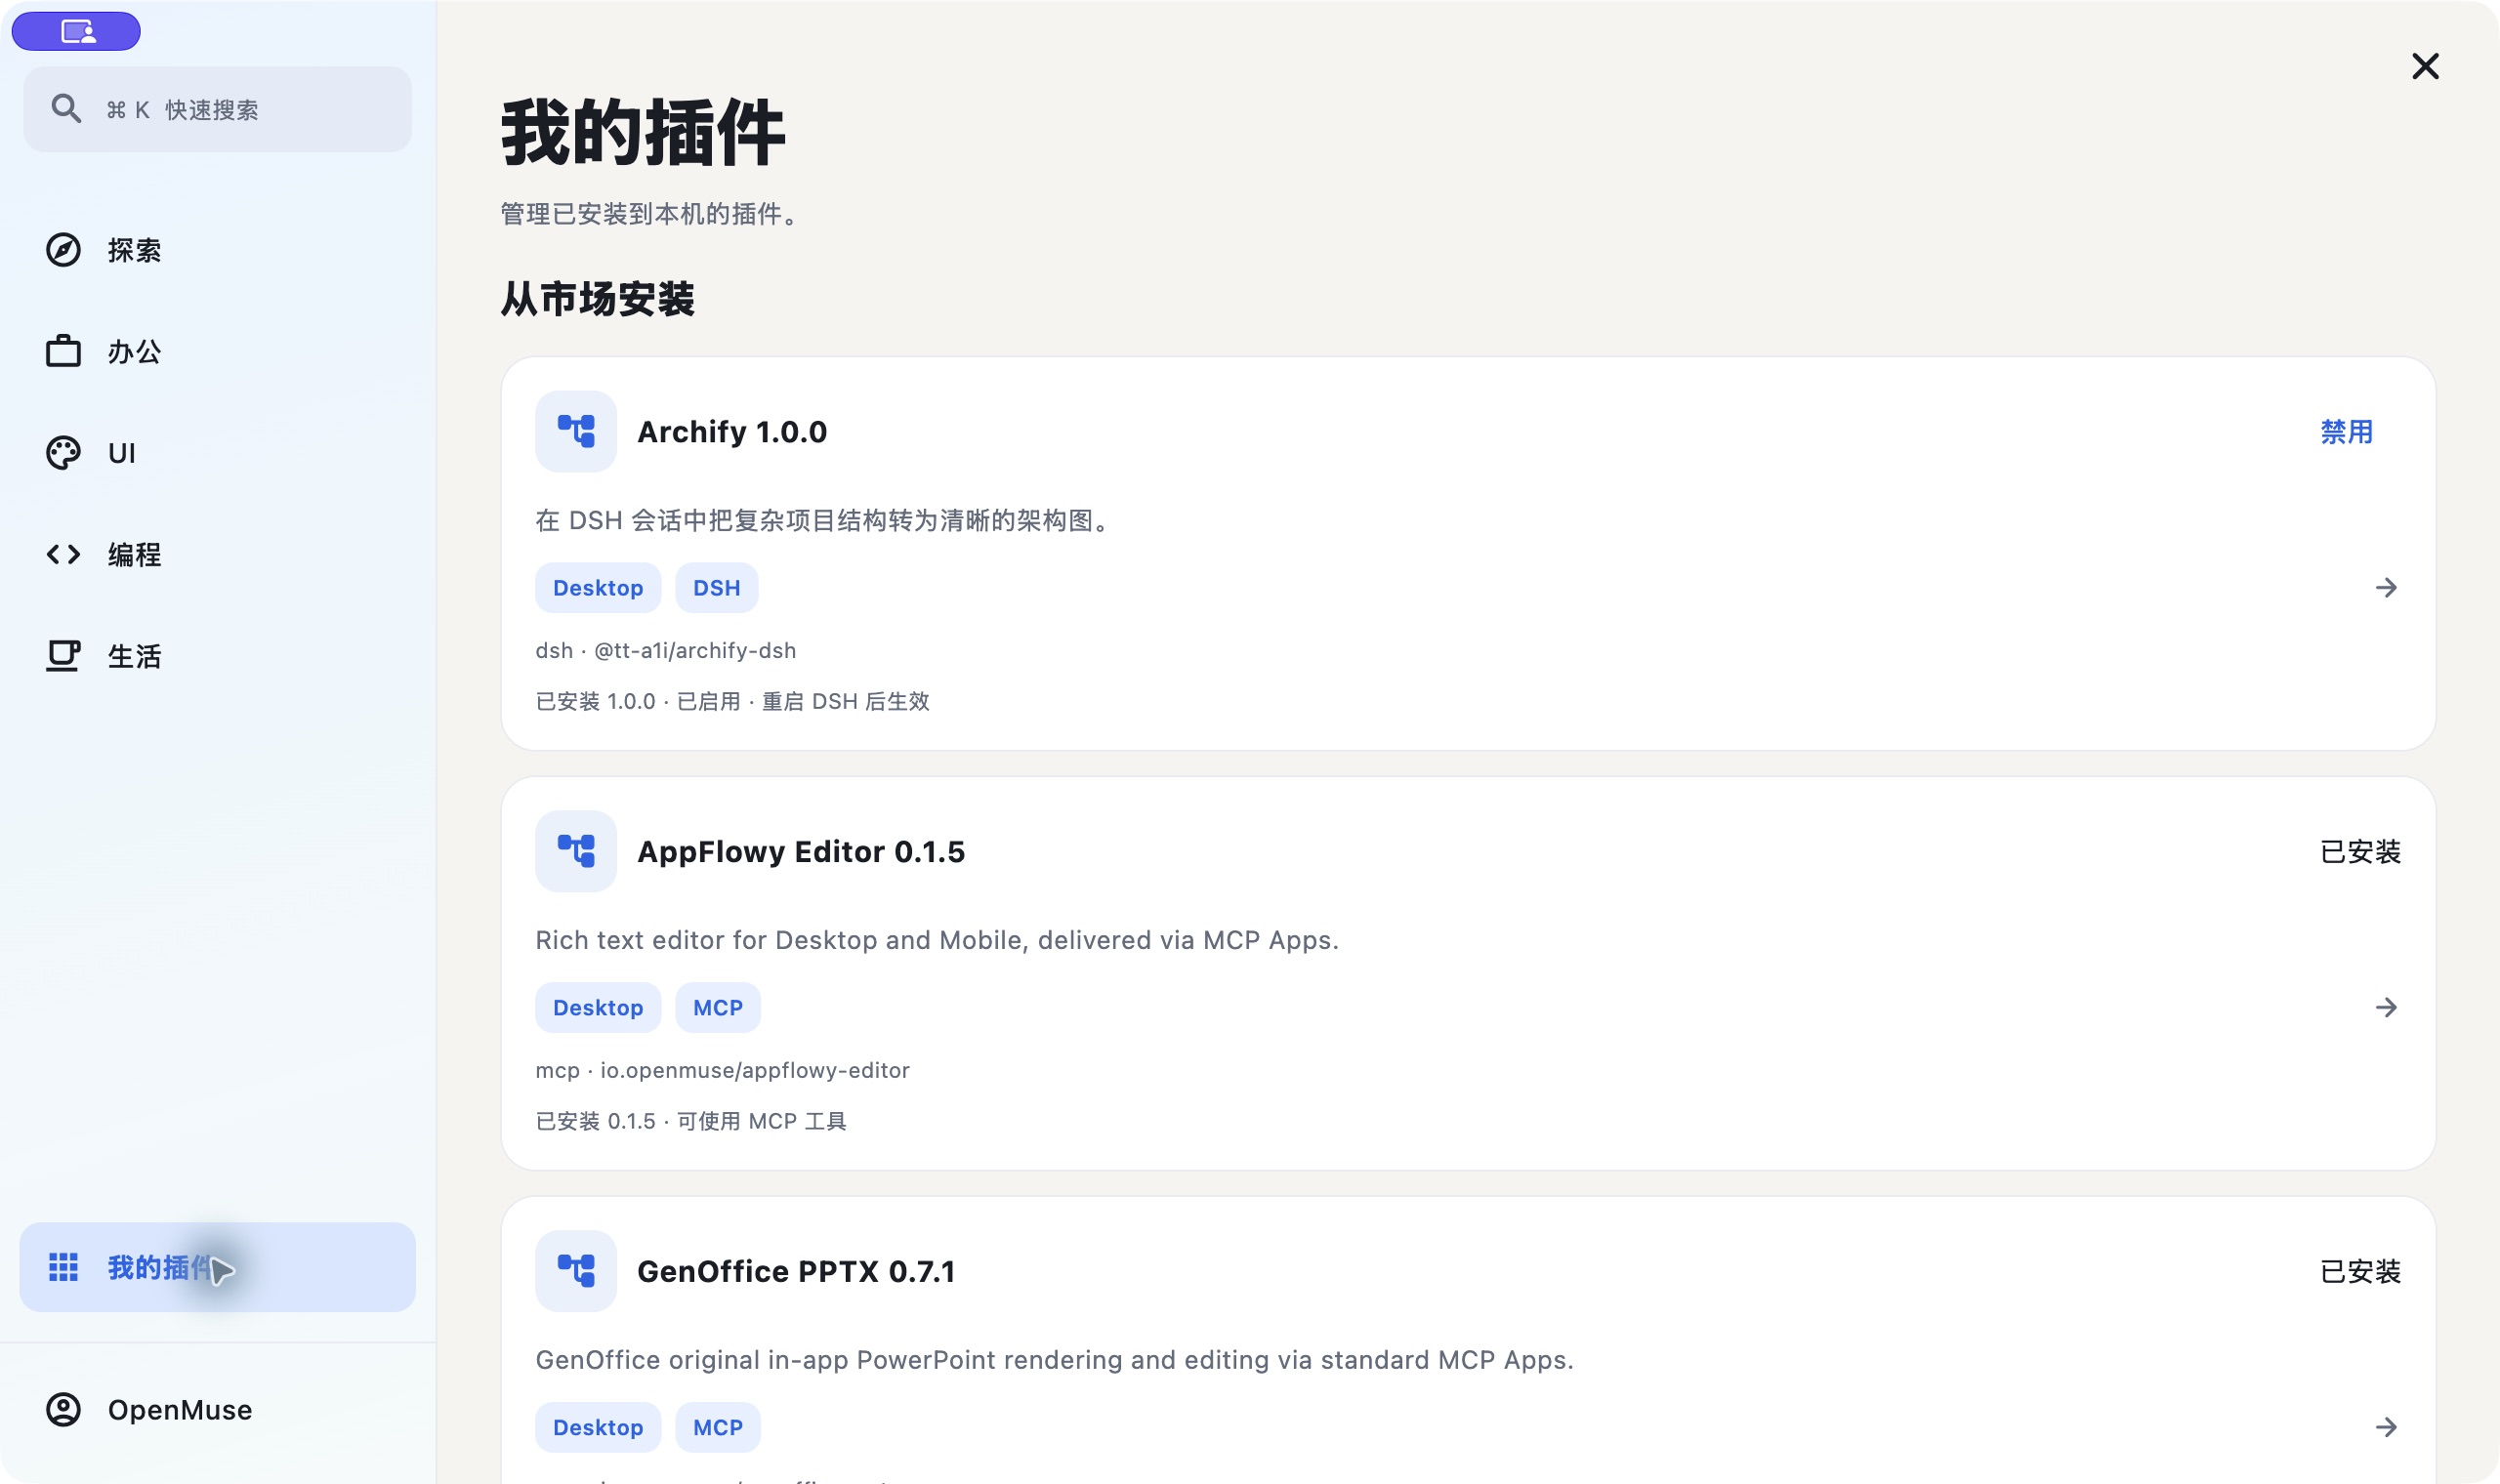 ⌘ K 快速搜索
探索
办公
UI
编程
生活
我的插件
OpenMuse
我的插件
管理已安装到本机的插件。
从市场安装
Archify 1.0.0
禁用
在 DSH 会话中把复杂项目结构转为清晰的架构图。
Desktop DSH
dsh · @tt-a1i/archify-dsh
已安装 1.0.0 · 已启用 · 重启 DSH 后生效
AppFlowy Editor 0.1.5
已安装
Rich text editor for Desktop and Mobile, delivered via MCP Apps.
Desktop MCP
mcp · io.openmuse/appflowy-editor
已安装 0.1.5 · 可使用 MCP 工具
GenOffice PPTX 0.7.1
已安装
GenOffice original in-app PowerPoint rendering and editing via standard MCP Apps.
Desktop MCP